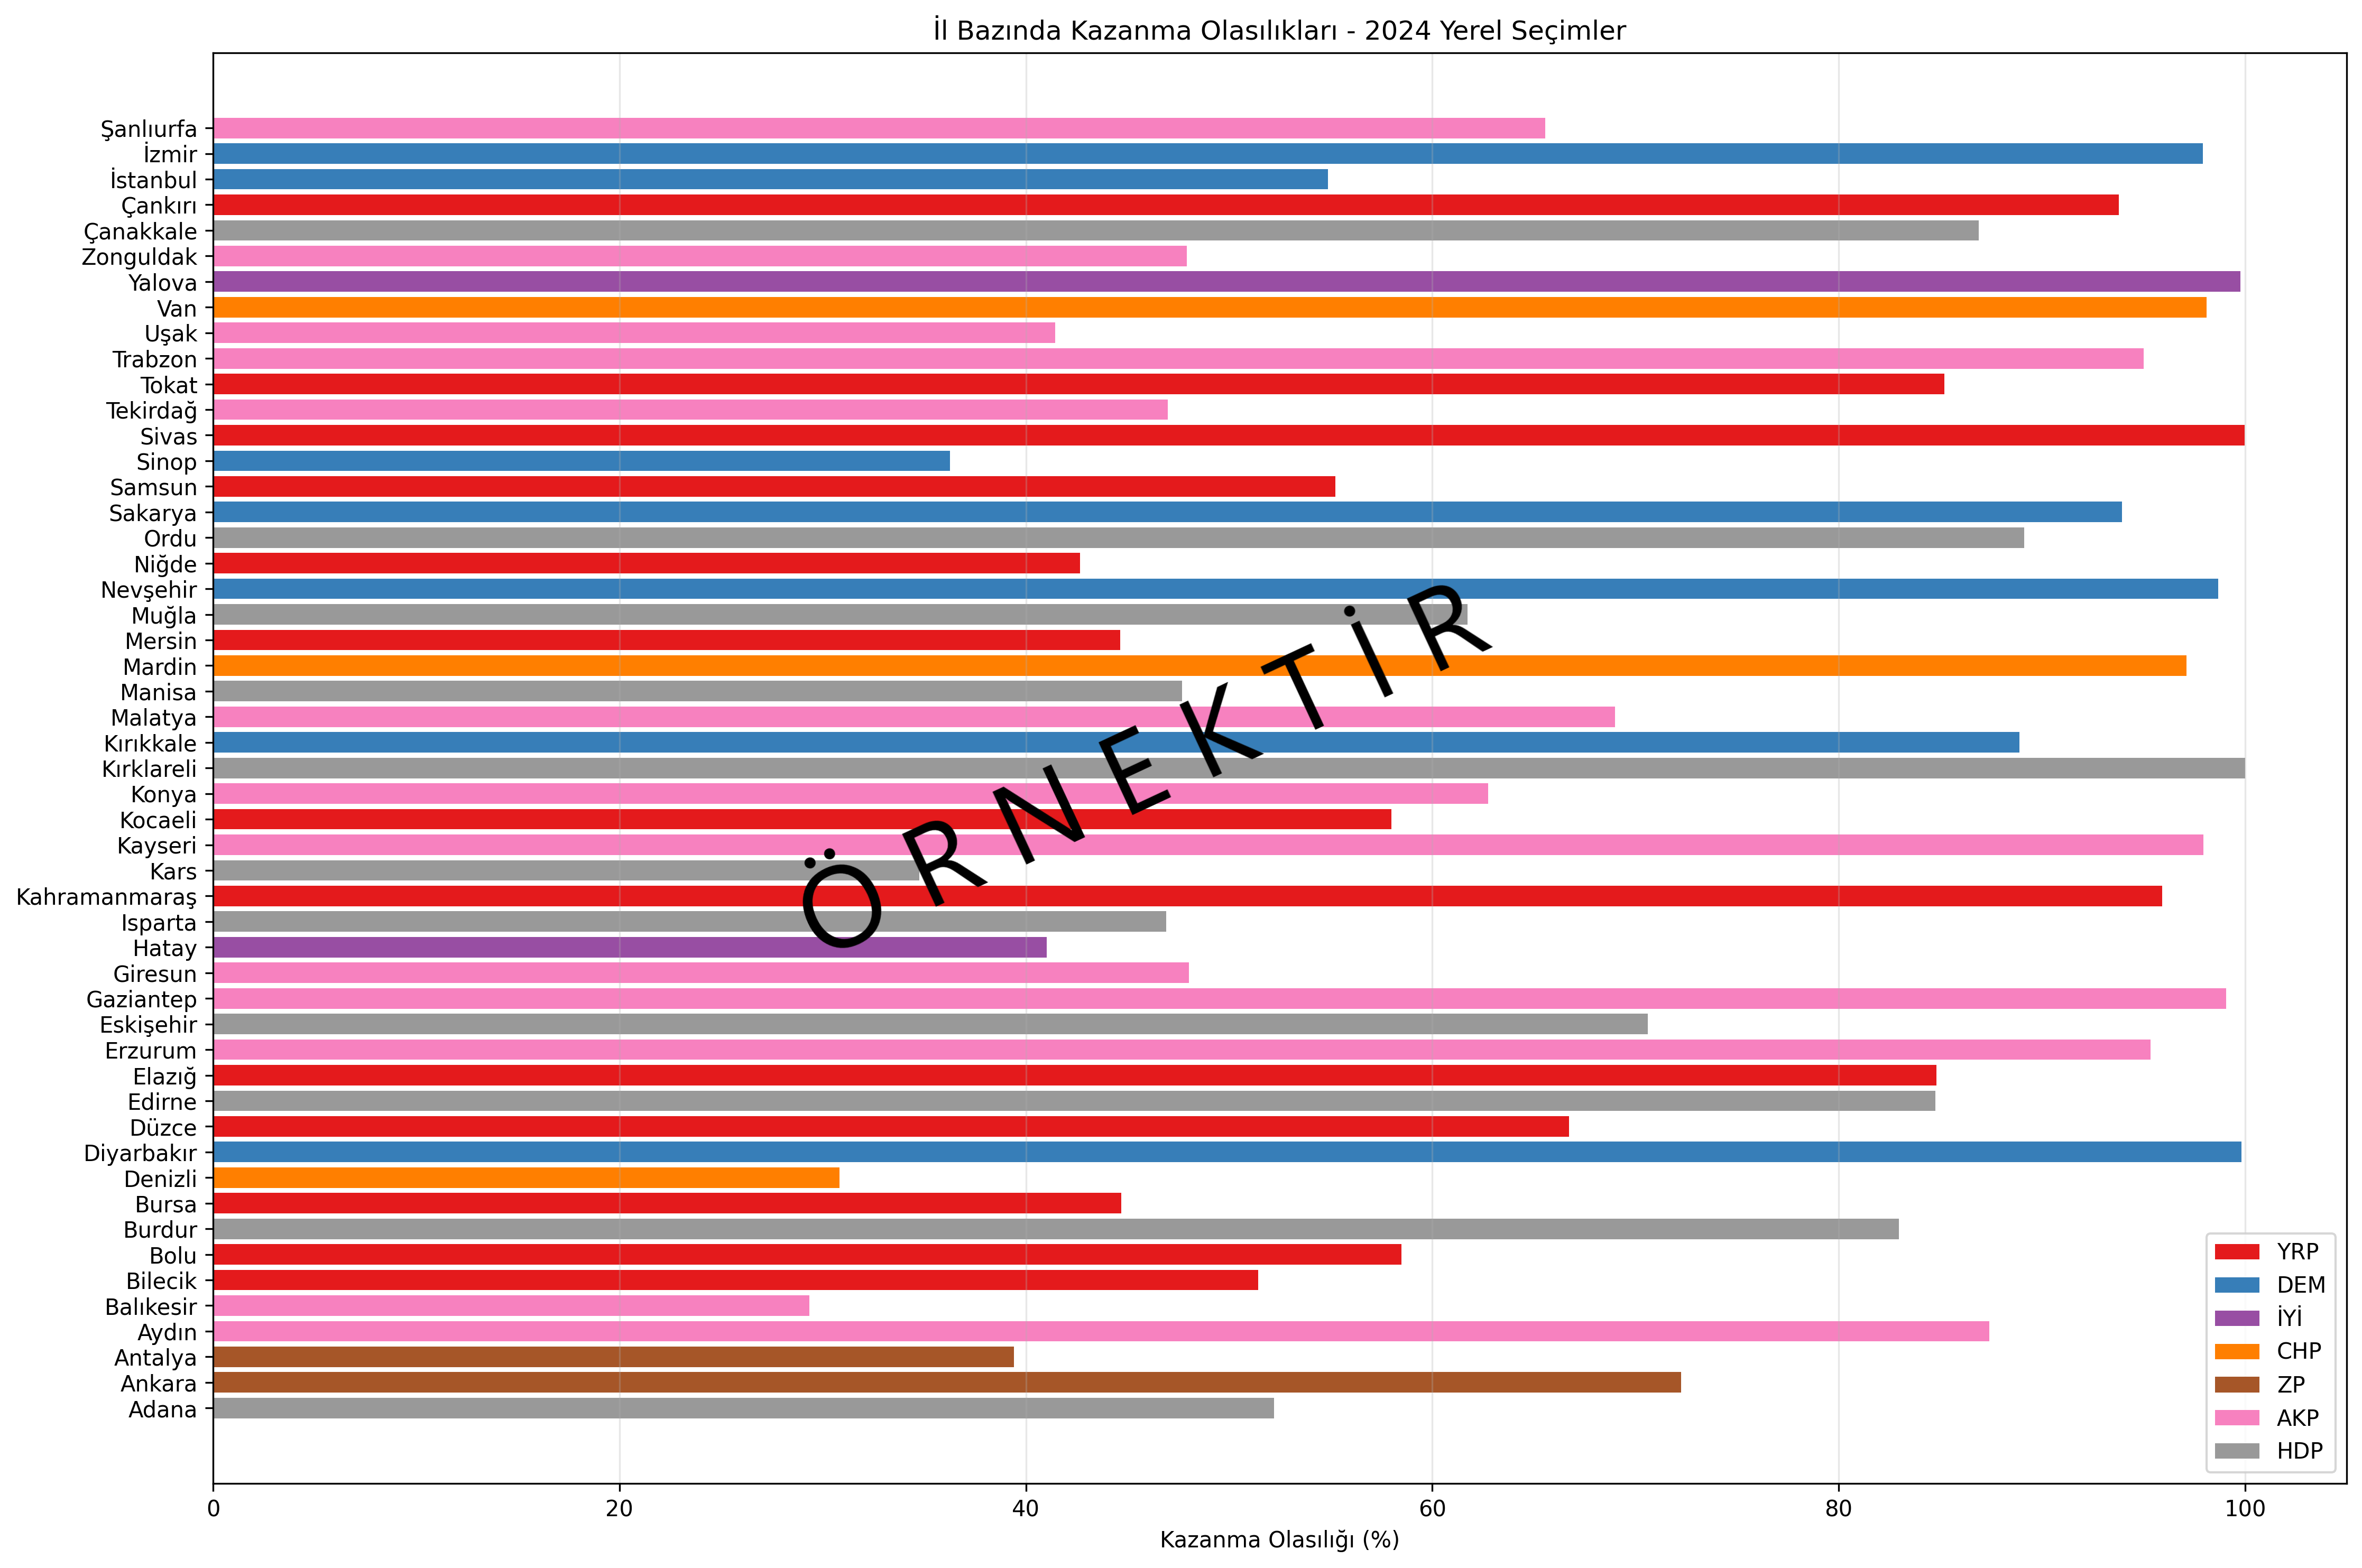 İl Bazında Kazanma Olasılıkları - 2024 Yerel Seçimler
Şanlıurfa
İzmir
İstanbul
Çankırı
Çanakkale
Zonguldak
Yalova
Van
Uşak
Trabzon
Tokat
Tekirdağ
Sivas
Sinop
Samsun
Sakarya
Ordu
Niğde
Nevşehir
Muğla
Mersin
Mardin
Manisa
Malatya
Kırıkkale
Kırklareli
Konya
Kocaeli
Kayseri
Kars
Kahramanmaraş
Isparta
Hatay
Giresun
Gaziantep
Eskişehir
Erzurum
Elazığ
Edirne
Düzce
Diyarbakır
Denizli
Bursa
Burdur
Bolu
Bilecik
Balıkesir
Aydın
Antalya
Ankara
Adana
ÖRNEKTİR
YRP
DEM
İYİ
CHP
ZP
AKP
HDP
0 20 40 60 80 100
Kazanma Olasılığı (%)